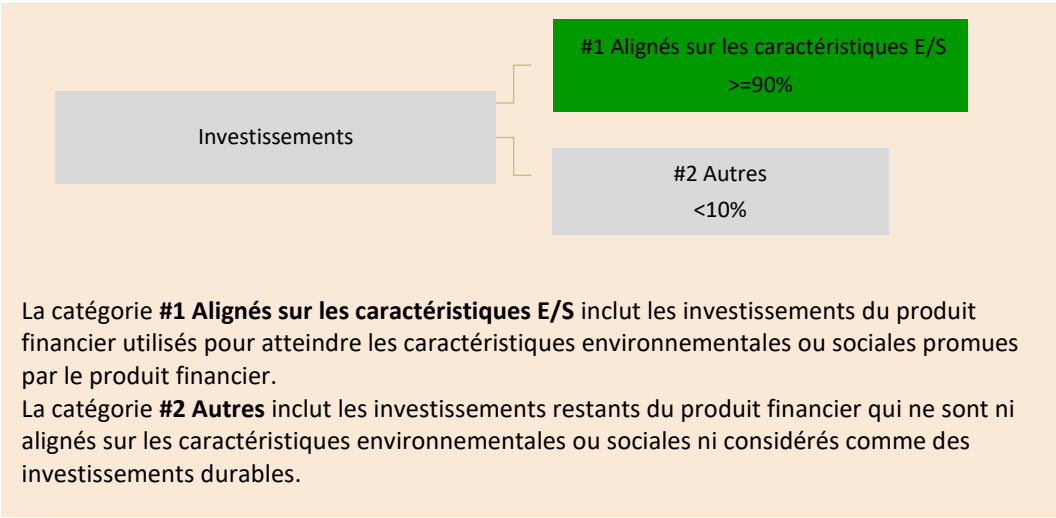 #1 Alignés sur les caractéristiques E/S
>=90%
Investissements
#2 Autres
<10%
La catégorie #1 Alignés sur les caractéristiques E/S inclut les investissements du produit
financier utilisés pour atteindre les caractéristiques environnementales ou sociales promues
par le produit financier.
La catégorie #2 Autres inclut les investissements restants du produit financier qui ne sont ni
alignés sur les caractéristiques environnementales ou sociales ni considérés comme des
investissements durables.